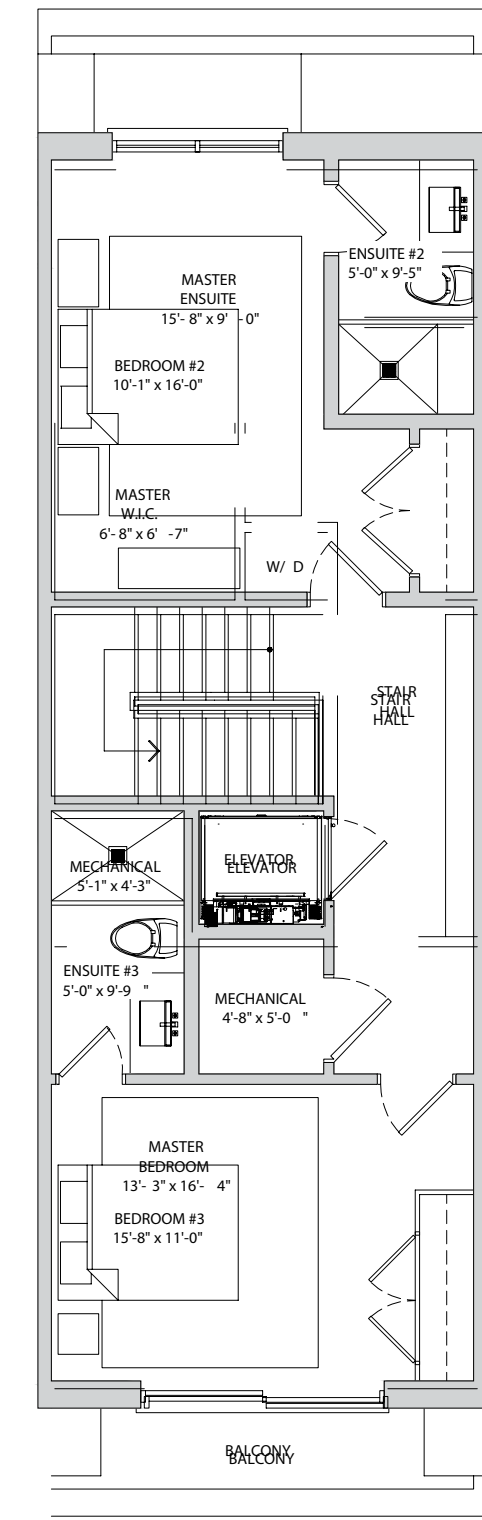 ENSUITE #2
5'-0" x 9'-5"
MASTER
ENSUITE
15'- 8" x 9' - 0"
BEDROOM #2
10'-1" x 16'-0"
MASTER
W.I.C.
6'- 8" x 6' -7"
W/ D
STAIR
HALL
STAIR
HALL
ELEVATOR
ELEVATOR
MECHANICAL
5'-1" x 4'-3"
ENSUITE #3
5'-0" x 9'-9 "
MECHANICAL
4'-8" x 5'-0 "
MASTER
BEDROOM
13'- 3" x 16'- 4"
BEDROOM #3
15'-8" x 11'-0"
BALCONY
BALCONY